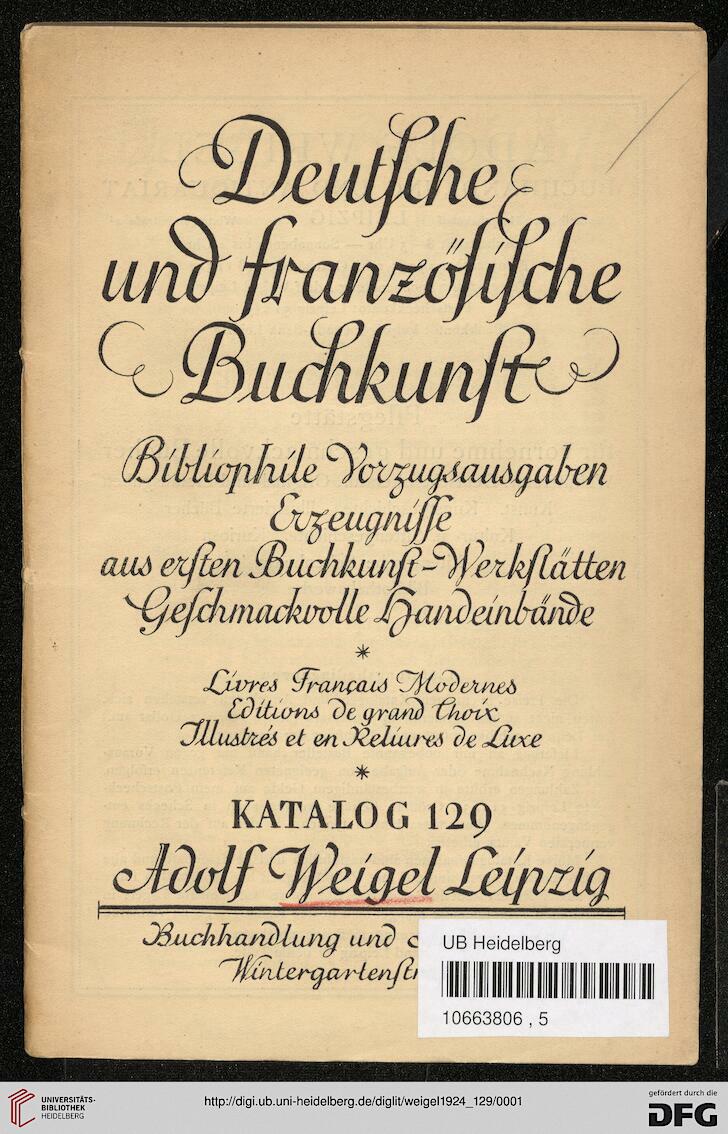 Deutſche
und franzöſiſche
Buchkunſt
Bibliophile Vorzugsausgaben
Erzeugniſſe
aus erſten Buchkunſt-Werkſtätten
Geſchmackvolle Handeinbände
*
Livres Français Modernes
Editions de grand Choix
Illustrés et en Reliures de Luxe
*
KATALOG 129
Adolf Weigel Leipzig
Buchhandlung und
UB Heidelberg
10663806 , 5
UNIVERSITÄTS-
BIBLIOTHEK
HEIDELBERG
http://digi.ub.uni-heidelberg.de/diglit/weigel1924_129/0001
gefördert durch die
DFG